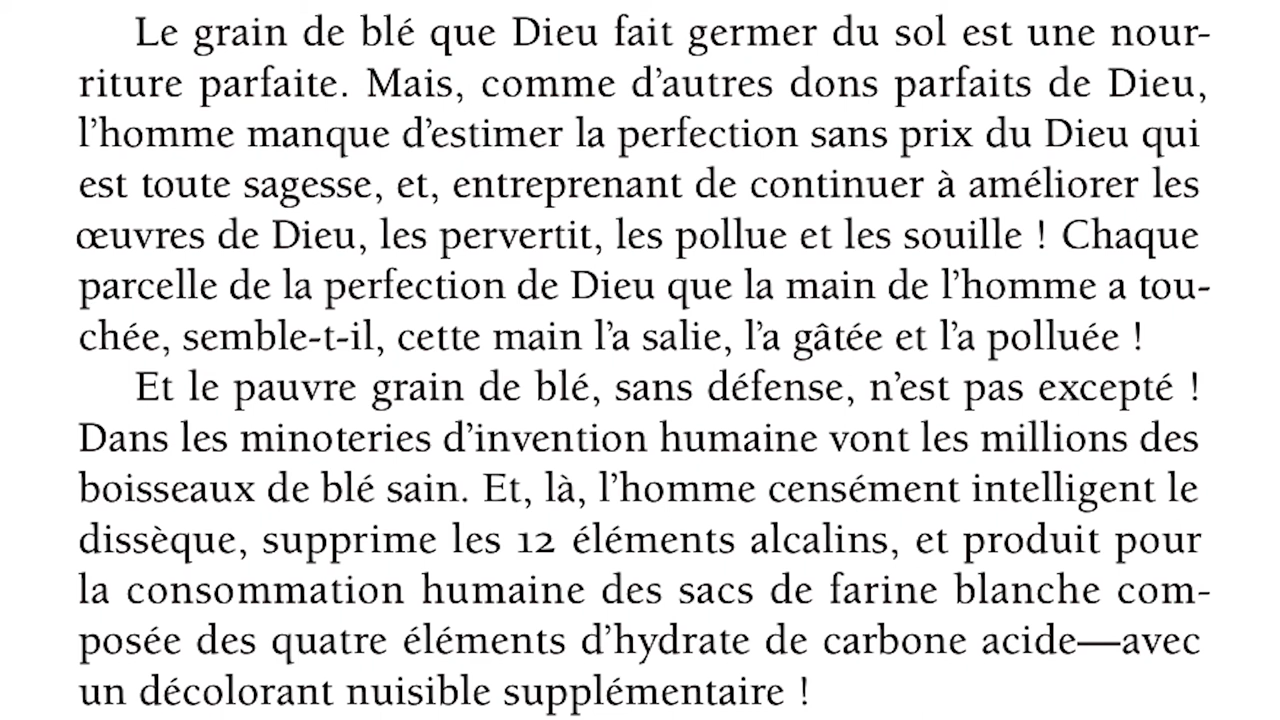 Le grain de blé que Dieu fait germer du sol est une nour-
riture parfaite. Mais, comme d’autres dons parfaits de Dieu,
l’homme manque d’estimer la perfection sans prix du Dieu qui
est toute sagesse, et, entreprenant de continuer à améliorer les
œuvres de Dieu, les pervertit, les pollue et les souille ! Chaque
parcelle de la perfection de Dieu que la main de l’homme a tou-
chée, semble-t-il, cette main l’a salie, l’a gâtée et l’a polluée !
Et le pauvre grain de blé, sans défense, n’est pas excepté !
Dans les minoteries d’invention humaine vont les millions des
boisseaux de blé sain. Et, là, l’homme censément intelligent le
dissèque, supprime les 12 éléments alcalins, et produit pour
la consommation humaine des sacs de farine blanche com-
posée des quatre éléments d’hydrate de carbone acide—avec
un décolorant nuisible supplémentaire !